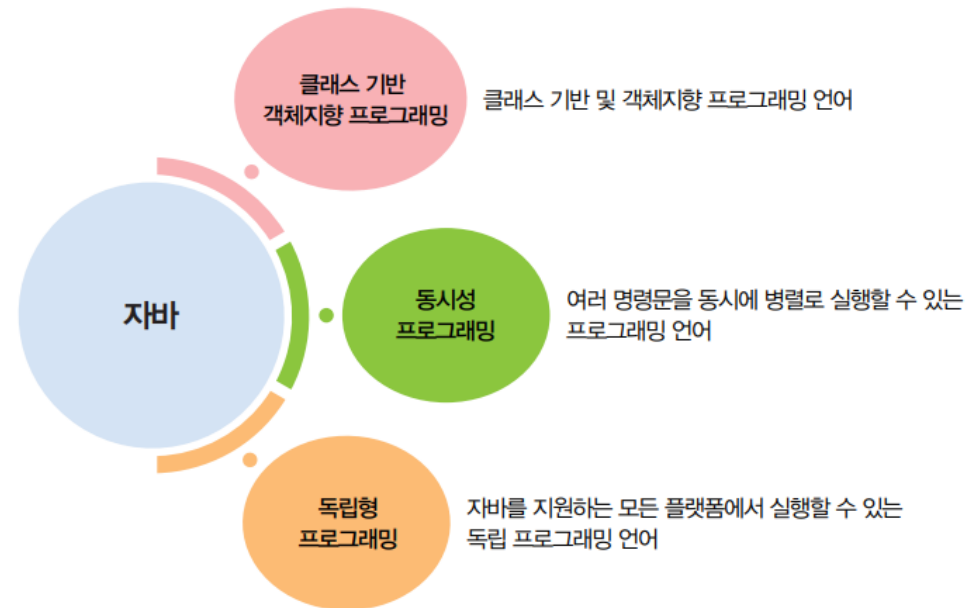 클래스 기반
객체지향 프로그래밍
클래스 기반 및 객체지향 프로그래밍 언어
자바
동시성
프로그래밍
여러 명령문을 동시에 병렬로 실행할 수 있는
프로그래밍 언어
독립형
프로그래밍
자바를 지원하는 모든 플랫폼에서 실행할 수 있는
독립 프로그래밍 언어